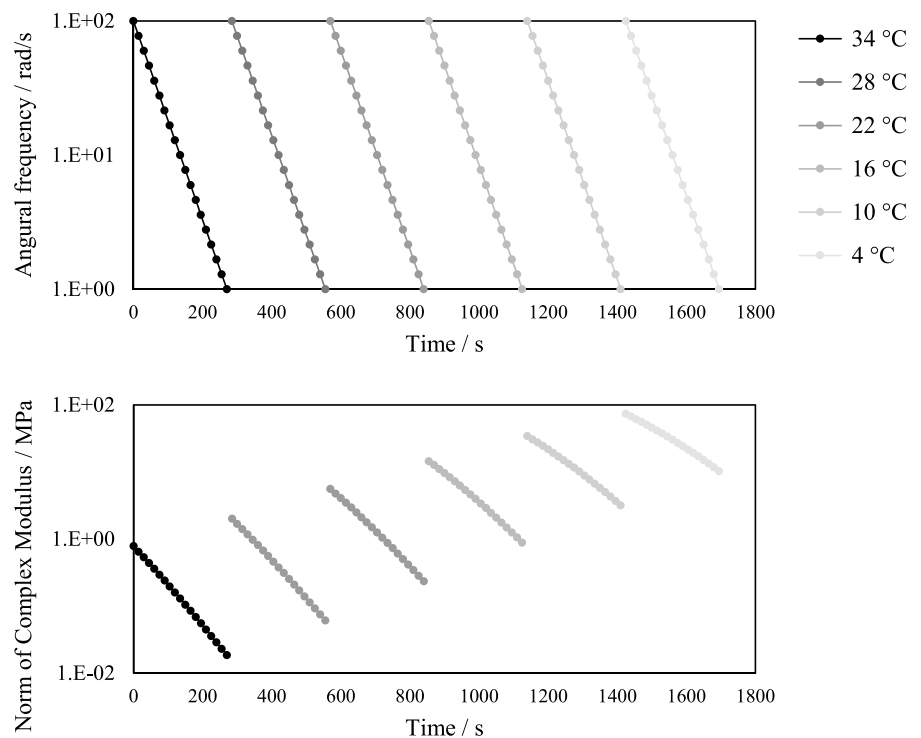 Angural frequency / rad/s
1.E+02
1.E+01
1.E+00
0 200 400 600 800 1000 1200 1400 1600 1800
Time / s
34 °C
28 °C
22 °C
16 °C
10 °C
4 °C
Norm of Complex Modulus / MPa
1.E+02
1.E+00
1.E-02
0 200 400 600 800 1000 1200 1400 1600 1800
Time / s